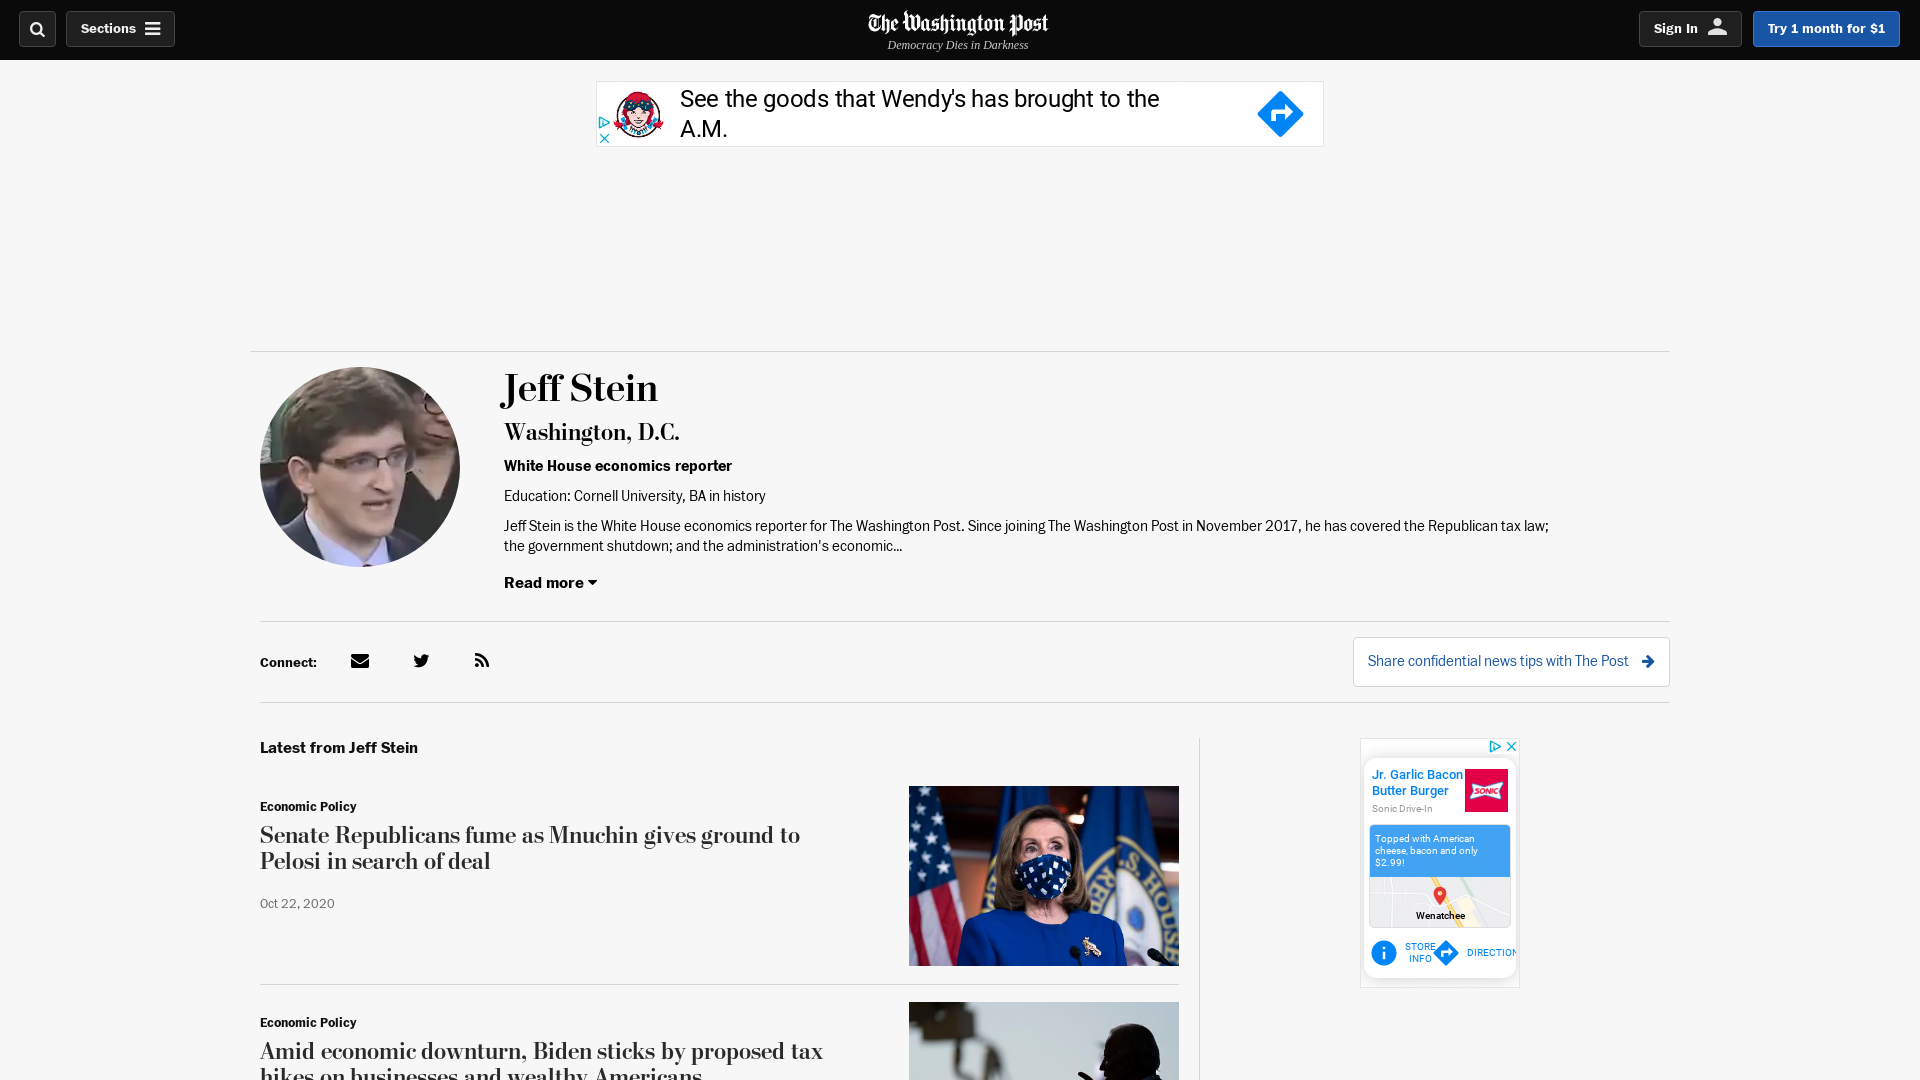 Sections
The Washington Post
Democracy Dies in Darkness
Sign In
Try 1 month for $1
See the goods that Wendy's has brought to the
A.M.
Jeff Stein
Washington, D.C.
White House economics reporter
Education: Cornell University, BA in history
Jeff Stein is the White House economics reporter for The Washington Post. Since joining The Washington Post in November 2017, he has covered the Republican tax law;
the government shutdown; and the administration's economic...
Read more
Connect:
Share confidential news tips with The Post
Latest from Jeff Stein
Economic Policy
Senate Republicans fume as Mnuchin gives ground to
Pelosi in search of deal
Oct 22, 2020
Economic Policy
Amid economic downturn, Biden sticks by proposed tax
hikes on businesses and wealthy Americans
Jr. Garlic Bacon
Butter Burger
SONIC
Sonic Drive-In
Topped with American
cheese, bacon and only
$2.99!
Wenatchee
STORE
INFO
DIRECTION